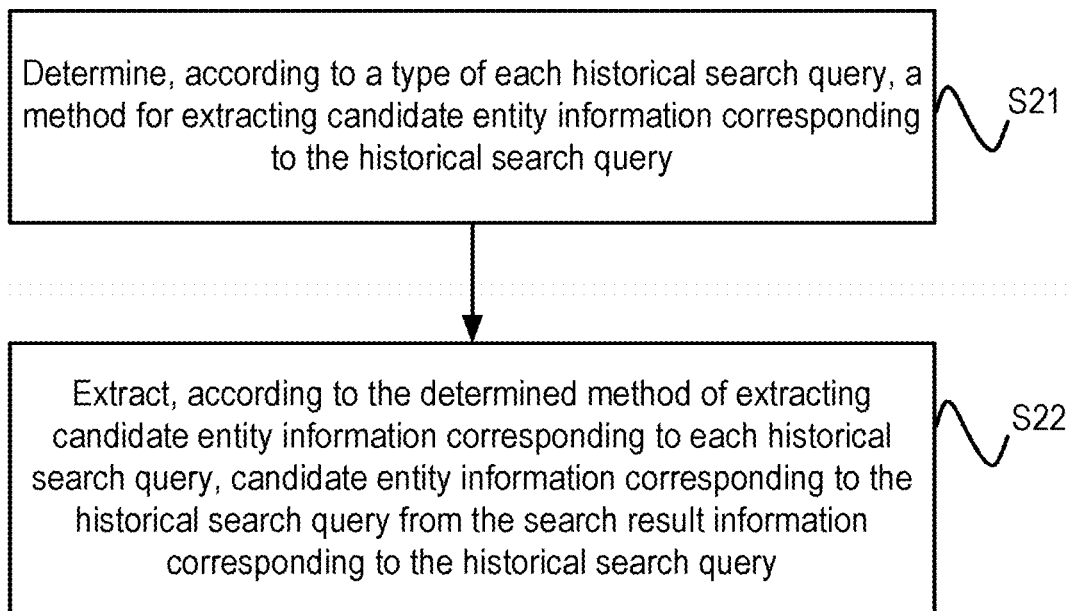 Determine, according to a type of each historical search query, a
method for extracting candidate entity information corresponding
to the historical search query
S21
Extract, according to the determined method of extracting
candidate entity information corresponding to each historical
search query, candidate entity information corresponding to the
historical search query from the search result information
corresponding to the historical search query
S22